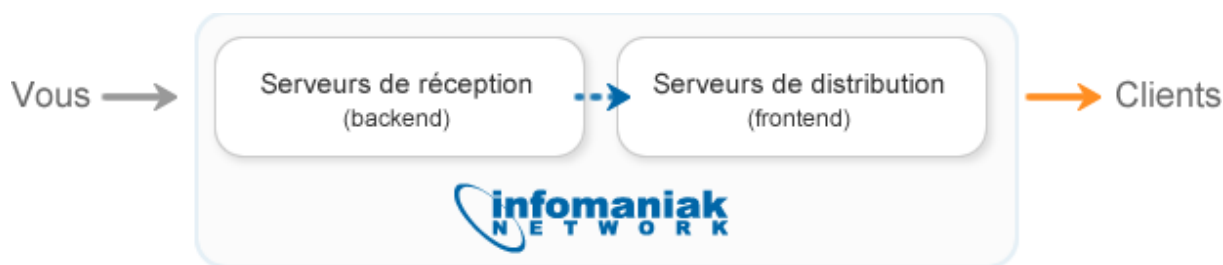 Vous
Serveurs de réception
(backend)
Serveurs de distribution
(frontend)
Clients
infomaniak
NETWORK